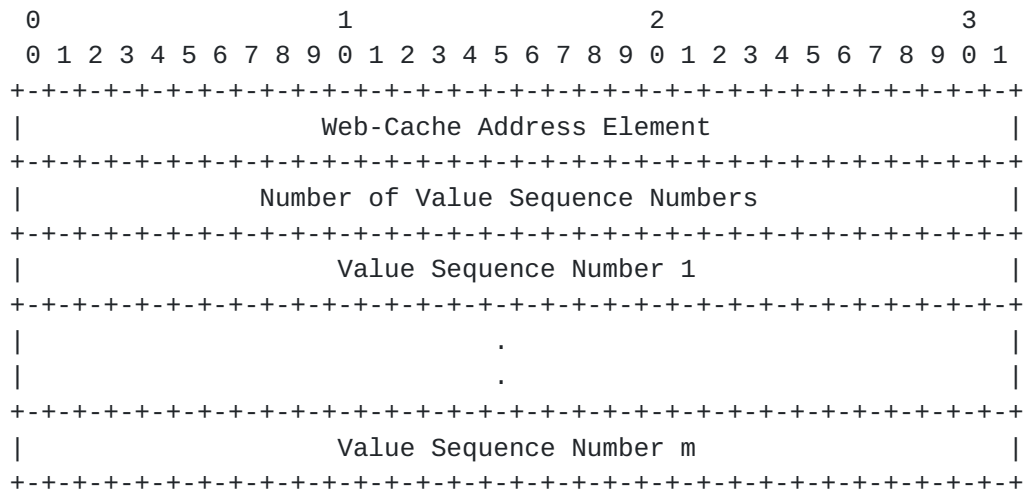 0                   1                   2                   3
 0 1 2 3 4 5 6 7 8 9 0 1 2 3 4 5 6 7 8 9 0 1 2 3 4 5 6 7 8 9 0 1
+-+-+-+-+-+-+-+-+-+-+-+-+-+-+-+-+-+-+-+-+-+-+-+-+-+-+-+-+-+-+-+-+
|                   Web-Cache Address Element                   |
+-+-+-+-+-+-+-+-+-+-+-+-+-+-+-+-+-+-+-+-+-+-+-+-+-+-+-+-+-+-+-+-+
|               Number of Value Sequence Numbers                |
+-+-+-+-+-+-+-+-+-+-+-+-+-+-+-+-+-+-+-+-+-+-+-+-+-+-+-+-+-+-+-+-+
|                    Value Sequence Number 1                    |
+-+-+-+-+-+-+-+-+-+-+-+-+-+-+-+-+-+-+-+-+-+-+-+-+-+-+-+-+-+-+-+-+
|                              .                                |
|                              .                                |
+-+-+-+-+-+-+-+-+-+-+-+-+-+-+-+-+-+-+-+-+-+-+-+-+-+-+-+-+-+-+-+-+
|                    Value Sequence Number m                    |
+-+-+-+-+-+-+-+-+-+-+-+-+-+-+-+-+-+-+-+-+-+-+-+-+-+-+-+-+-+-+-+-+